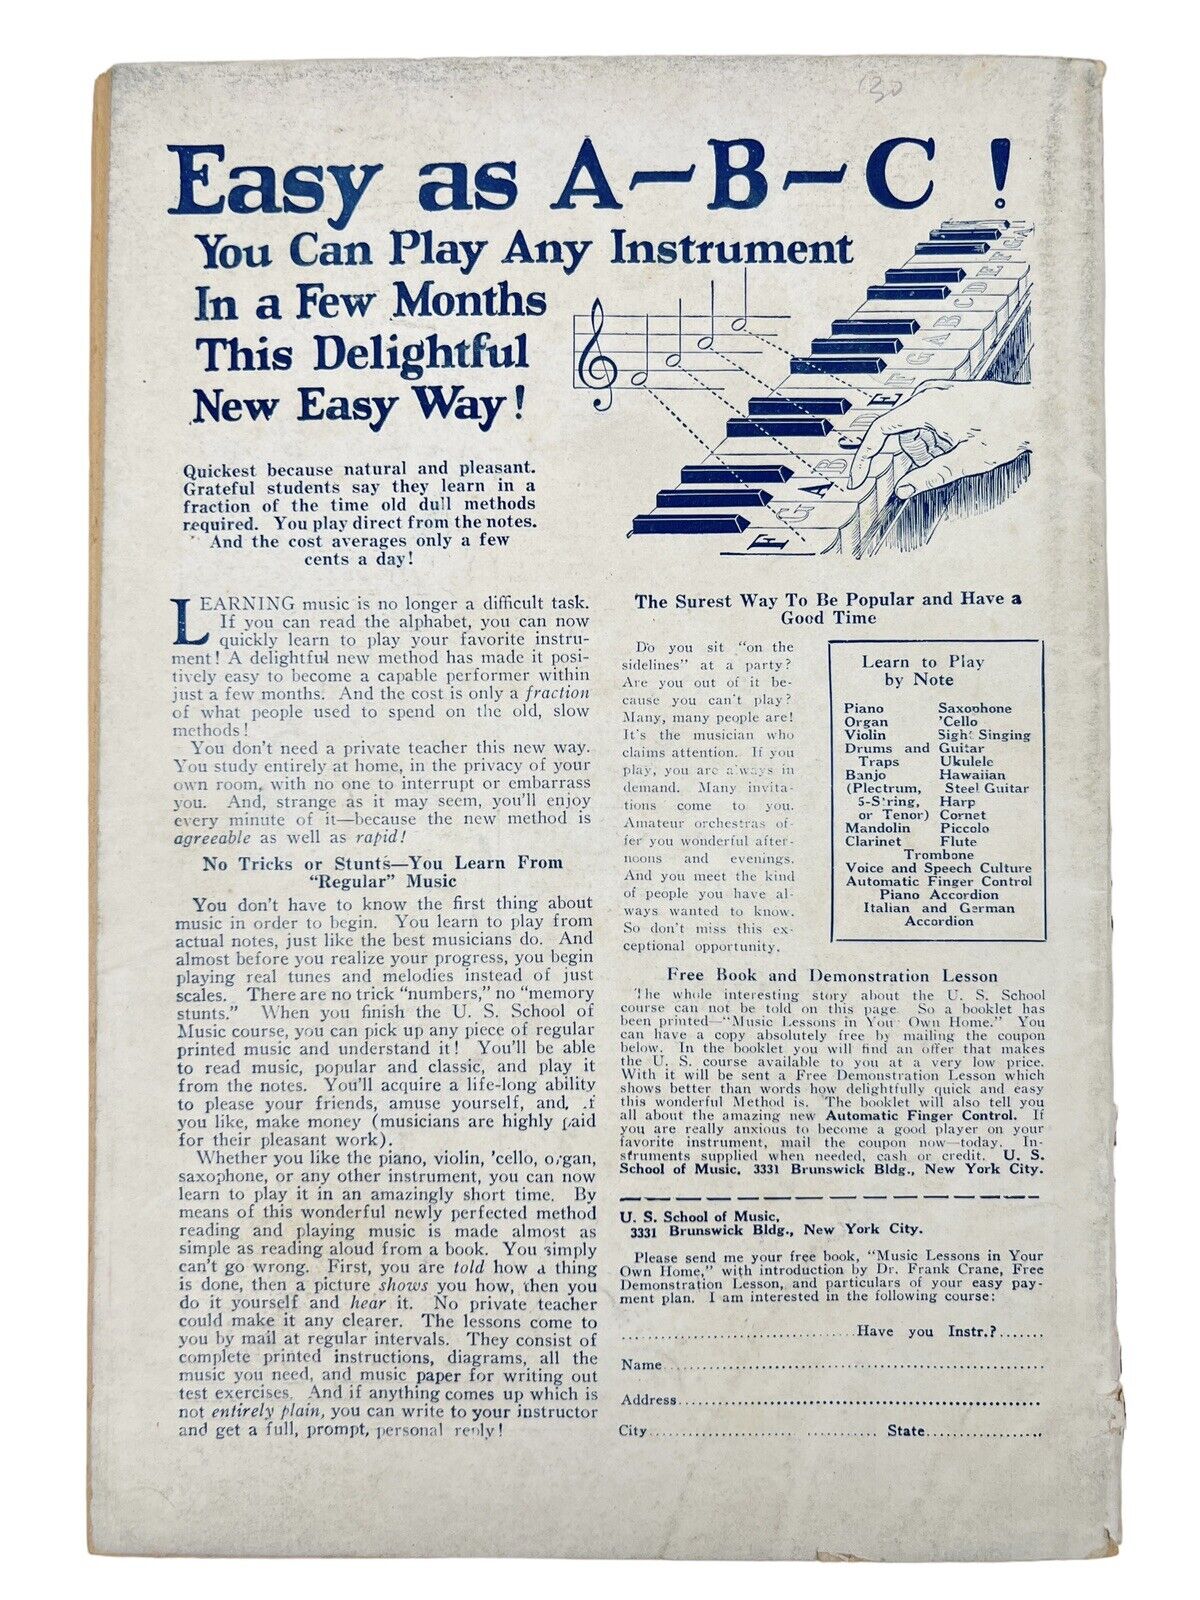 130
Easy as A-B-C!
You Can Play Any Instrument
In a Few Months
This Delightful
New Easy Way!
F G A B C D E F G A B C D E F G A
Quickest because natural and pleasant.
Grateful students say they learn in a
fraction of the time old dull methods
required. You play direct from the notes.
And the cost averages only a few
cents a day!
LEARNING music is no longer a difficult task.
If you can read the alphabet, you can now
quickly learn to play your favorite instru-
ment! A delightful new method has made it posi-
tively easy to become a capable performer within
just a few months. And the cost is only a fraction
of what people used to spend on the old, slow
methods!
You don't need a private teacher this new way.
You study entirely at home, in the privacy of your
own room, with no one to interrupt or embarrass
you. And, strange as it may seem, you'll enjoy
every minute of it—because the new method is
agreeable as well as rapid!
No Tricks or Stunts—You Learn From
"Regular" Music
You don't have to know the first thing about
music in order to begin. You learn to play from
actual notes, just like the best musicians do. And
almost before you realize your progress, you begin
playing real tunes and melodies instead of just
scales. There are no trick "numbers," no "memory
stunts." When you finish the U. S. School of
Music course, you can pick up any piece of regular
printed music and understand it! You'll be able
to read music, popular and classic, and play it
from the notes. You'll acquire a life-long ability
to please your friends, amuse yourself, and, if
you like, make money (musicians are highly paid
for their pleasant work).
Whether you like the piano, violin, 'cello, organ,
saxophone, or any other instrument, you can now
learn to play it in an amazingly short time. By
means of this wonderful newly perfected method
reading and playing music is made almost as
simple as reading aloud from a book. You simply
can't go wrong. First, you are told how a thing
is done, then a picture shows you how, then you
do it yourself and hear it. No private teacher
could make it any clearer. The lessons come to
you by mail at regular intervals. They consist of
complete printed instructions, diagrams, all the
music you need, and music paper for writing out
test exercises. And if anything comes up which is
not entirely plain, you can write to your instructor
and get a full, prompt, personal reply!
The Surest Way To Be Popular and Have a
Good Time
Do you sit "on the
sidelines" at a party?
Are you out of it be-
cause you can't play?
Many, many people are!
It's the musician who
claims attention. If you
play, you are always in
demand. Many invita-
tions come to you.
Amateur orchestras of-
fer you wonderful after-
noons and evenings.
And you meet the kind
of people you have al-
ways wanted to know.
So don't miss this ex-
ceptional opportunity.
Learn to Play
by Note
Piano Saxophone
Organ 'Cello
Violin Sight Singing
Drums and Guitar
Traps Ukulele
Banjo Hawaiian
(Plectrum, Steel Guitar
5-String, Harp
or Tenor) Cornet
Mandolin Piccolo
Clarinet Flute
Trombone
Voice and Speech Culture
Automatic Finger Control
Piano Accordion
Italian and German
Accordion
Free Book and Demonstration Lesson
The whole interesting story about the U. S. School
course can not be told on this page. So a booklet has
been printed—"Music Lessons in Your Own Home." You
can have a copy absolutely free by mailing the coupon
below. In the booklet you will find an offer that makes
the U. S. course available to you at a very low price.
With it will be sent a Free Demonstration Lesson which
shows better than words how delightfully quick and easy
this wonderful Method is. The booklet will also tell you
all about the amazing new Automatic Finger Control. If
you are really anxious to become a good player on your
favorite instrument, mail the coupon now—today. In-
struments supplied when needed, cash or credit. U. S.
School of Music, 3331 Brunswick Bldg., New York City.
U. S. School of Music,
3331 Brunswick Bldg., New York City.
Please send me your free book, "Music Lessons in Your
Own Home," with introduction by Dr. Frank Crane, Free
Demonstration Lesson, and particulars of your easy pay-
ment plan. I am interested in the following course:
................................Have you Instr.?.......
Name............................................
Address............................................
City.................... .......... State.................